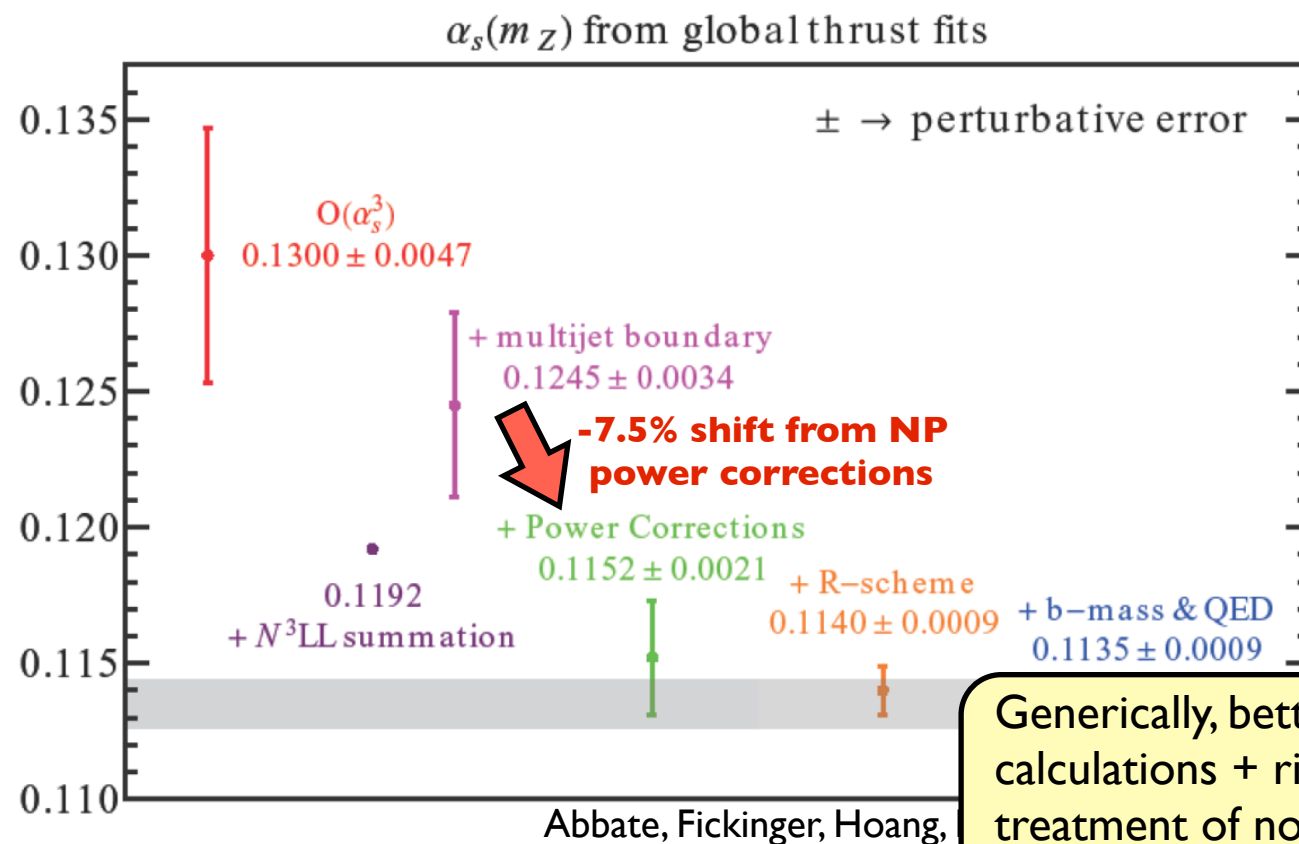 αs(m Z) from global thrust fits
± → perturbative error
0.135
0.130
0.125
0.120
0.115
0.110
O(αs³)
0.1300 ± 0.0047
+ multijet boundary
0.1245 ± 0.0034
-7.5% shift from NP
power corrections
+ Power Corrections
0.1152 ± 0.0021
0.1192
+ N³LL summation
+ R−scheme
0.1140 ± 0.0009
+ b−mass & QED
0.1135 ± 0.0009
Generically, bett
calculations + ri
treatment of no
Abbate, Fickinger, Hoang,